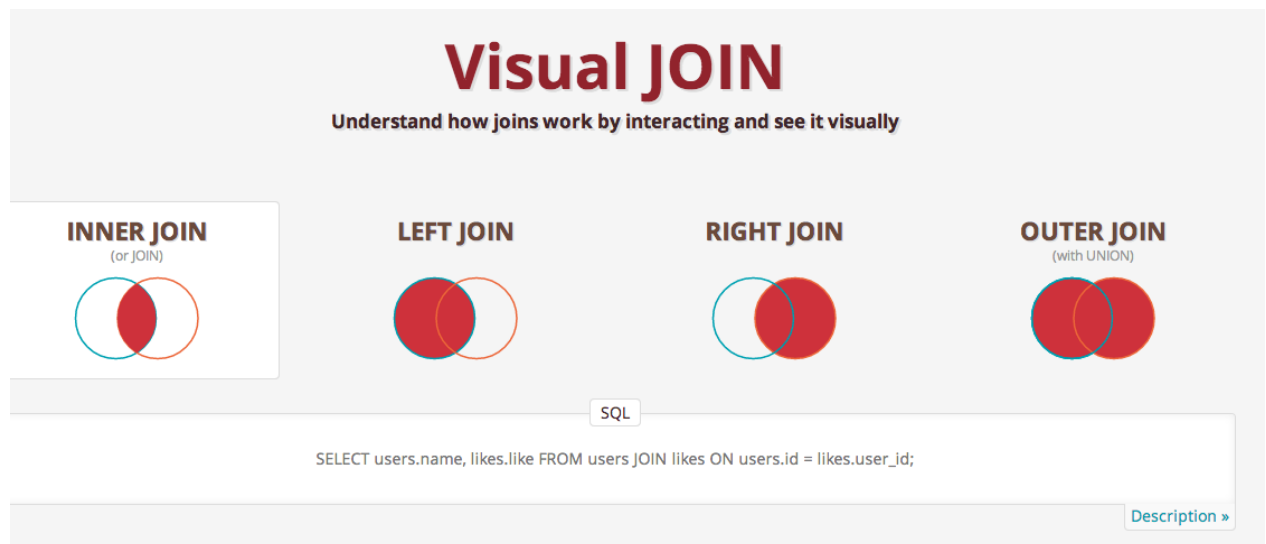 Visual JOIN
Understand how joins work by interacting and see it visually
INNER JOIN
(or JOIN)
LEFT JOIN
RIGHT JOIN
OUTER JOIN
(with UNION)
SQL
SELECT users.name, likes.like FROM users JOIN likes ON users.id = likes.user_id;
Description »